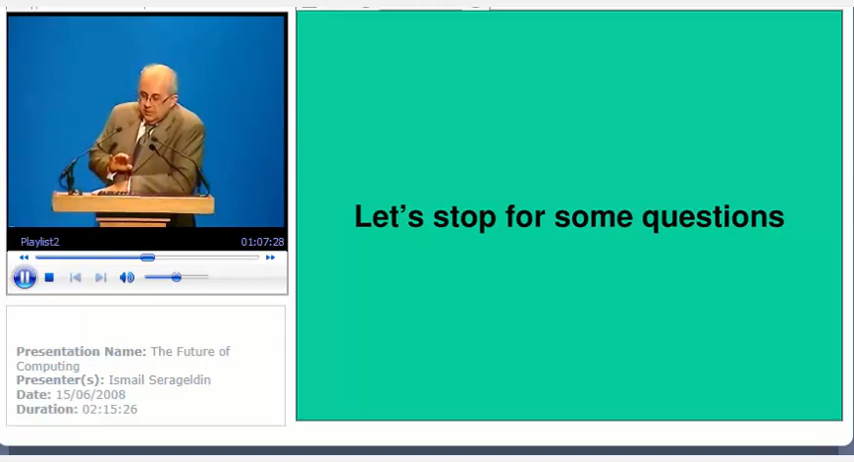 Playlist2 01:07:28
Let’s stop for some questions
Presentation Name: The Future of
Computing
Presenter(s): Ismail Serageldin
Date: 15/06/2008
Duration: 02:15:26